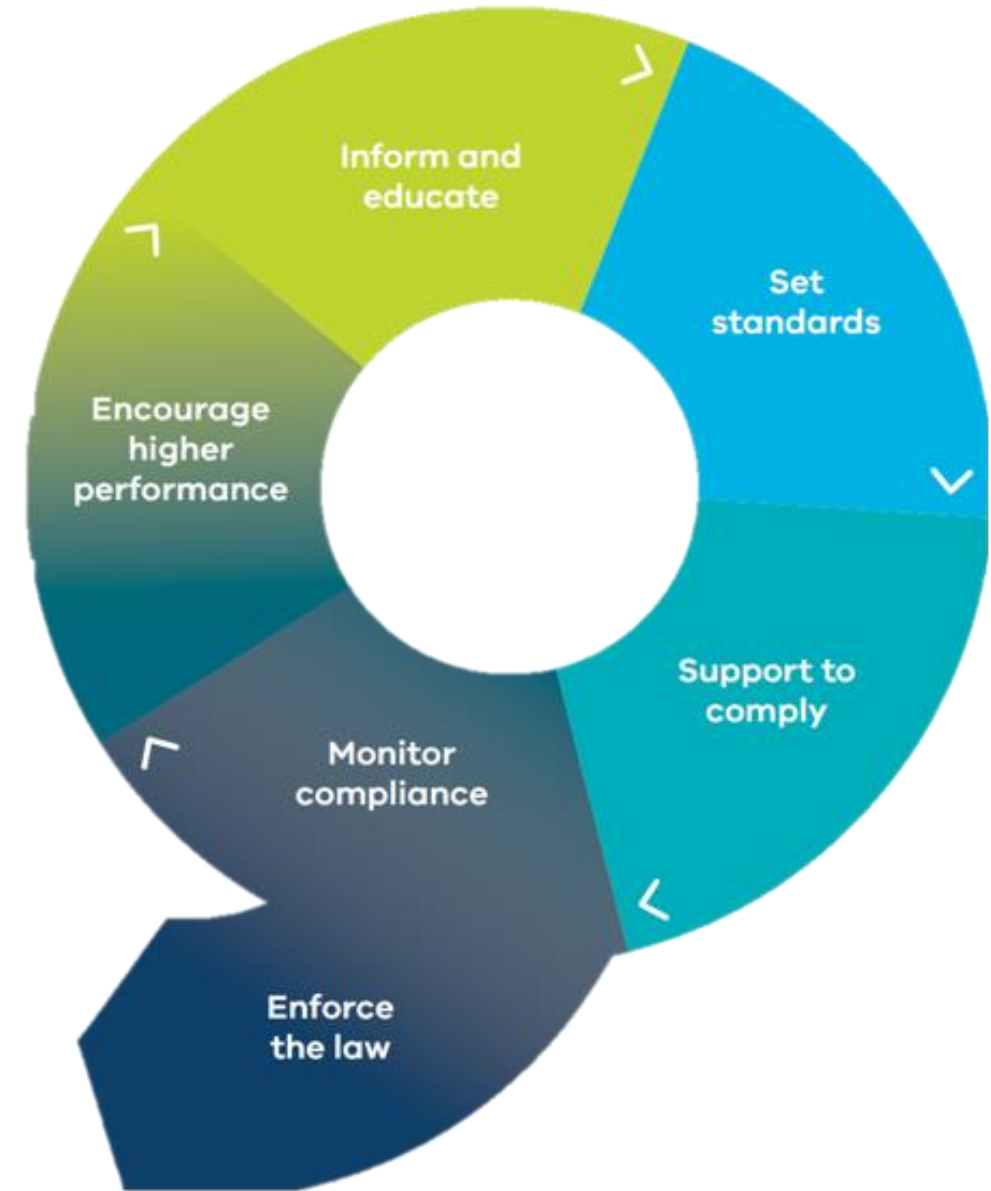 Inform and
educate
Set
standards
Support to
comply
Monitor
compliance
Enforce
the law
Encourage
higher
performance